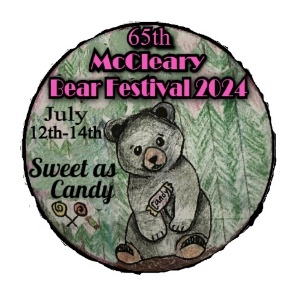 65th
McCleary
Bear Festival 2024
July
12th-14th
Sweet as
Candy
Candy